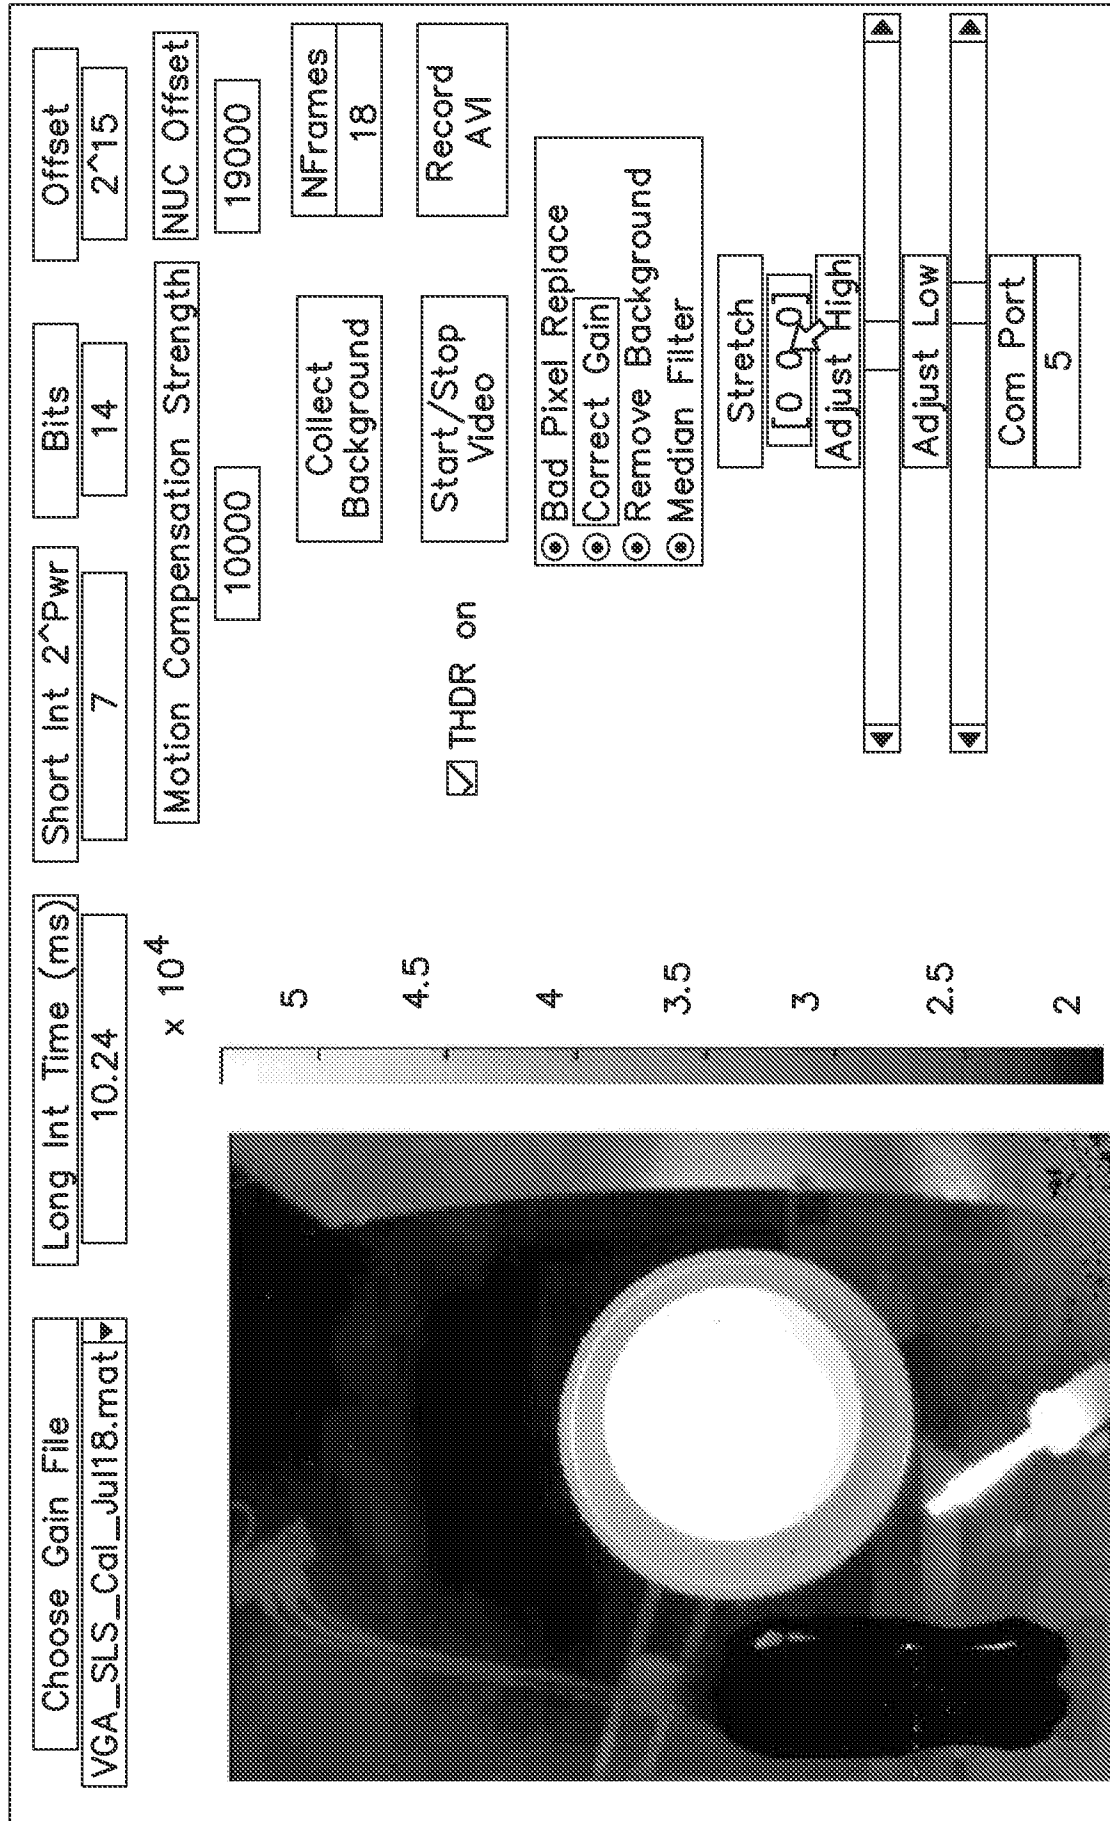 Choose Gain File
VGA_SLS_Cal_Jul18.mat
Long Int Time (ms)
10.24
Short Int 2^Pwr
7
Bits
14
Offset
2^15
Motion Compensation Strength
10000
NUC Offset
19000
x 10^4
5
4.5
4
3.5
3
2.5
2
Collect
Background
NFrames
18
THDR on
Start/Stop
Video
Record
AVI
Bad Pixel Replace
Correct Gain
Remove Background
Median Filter
Stretch
[0 0 0]
Adjust High
Adjust Low
Com Port
5